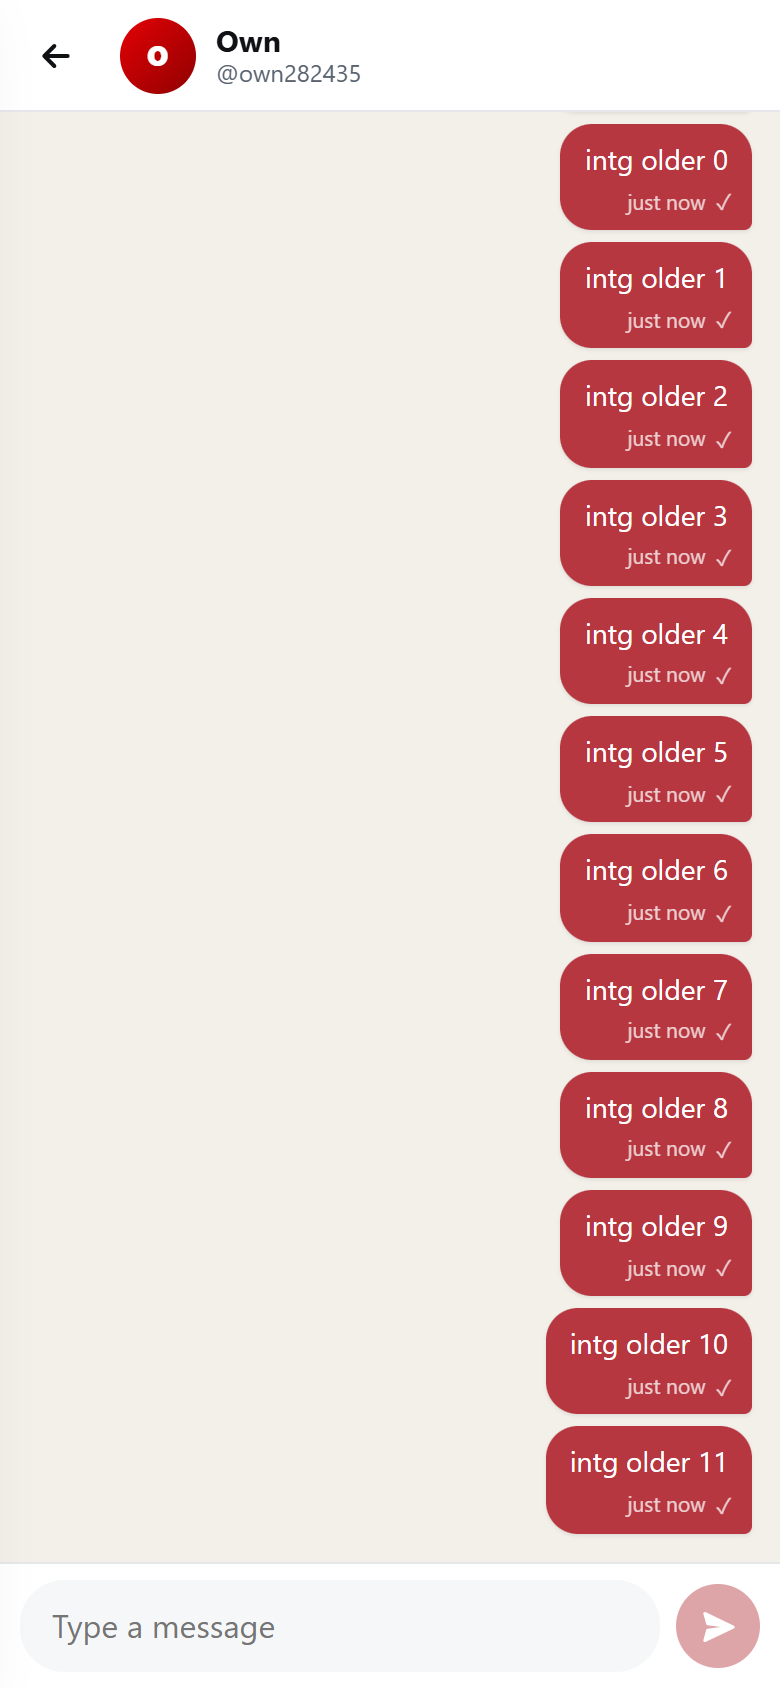 o
Own
@own282435
intg older 0
just now ✓
intg older 1
just now ✓
intg older 2
just now ✓
intg older 3
just now ✓
intg older 4
just now ✓
intg older 5
just now ✓
intg older 6
just now ✓
intg older 7
just now ✓
intg older 8
just now ✓
intg older 9
just now ✓
intg older 10
just now ✓
intg older 11
just now ✓
Type a message